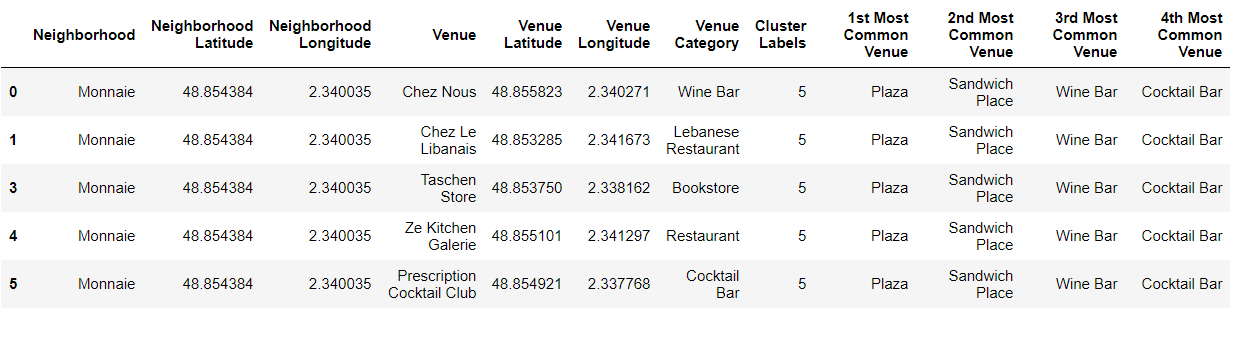 Neighborhood Neighborhood Latitude Neighborhood Longitude Venue Venue Latitude Venue Longitude Venue Category Cluster Labels 1st Most Common Venue 2nd Most Common Venue 3rd Most Common Venue 4th Most Common Venue
0 Monnaie 48.854384 2.340035 Chez Nous 48.855823 2.340271 Wine Bar 5 Plaza Sandwich Place Wine Bar Cocktail Bar
1 Monnaie 48.854384 2.340035 Chez Le Libanais 48.853285 2.341673 Lebanese Restaurant 5 Plaza Sandwich Place Wine Bar Cocktail Bar
3 Monnaie 48.854384 2.340035 Taschen Store 48.853750 2.338162 Bookstore 5 Plaza Sandwich Place Wine Bar Cocktail Bar
4 Monnaie 48.854384 2.340035 Ze Kitchen Galerie 48.855101 2.341297 Restaurant 5 Plaza Sandwich Place Wine Bar Cocktail Bar
5 Monnaie 48.854384 2.340035 Prescription Cocktail Club 48.854921 2.337768 Cocktail Bar 5 Plaza Sandwich Place Wine Bar Cocktail Bar